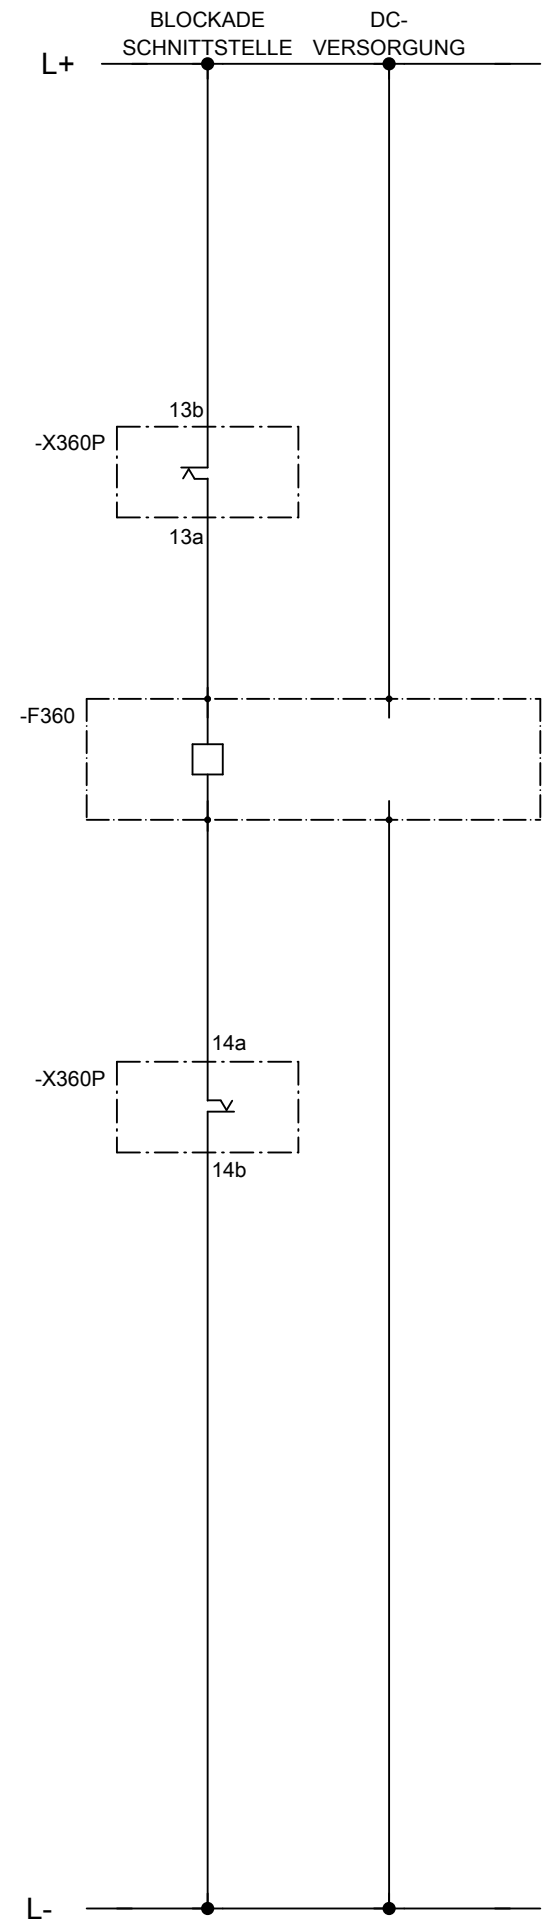 BLOCKADE
SCHNITTSTELLE
DC-
VERSORGUNG
L+
13b
-X360P
13a
-F360
14a
-X360P
14b
L-